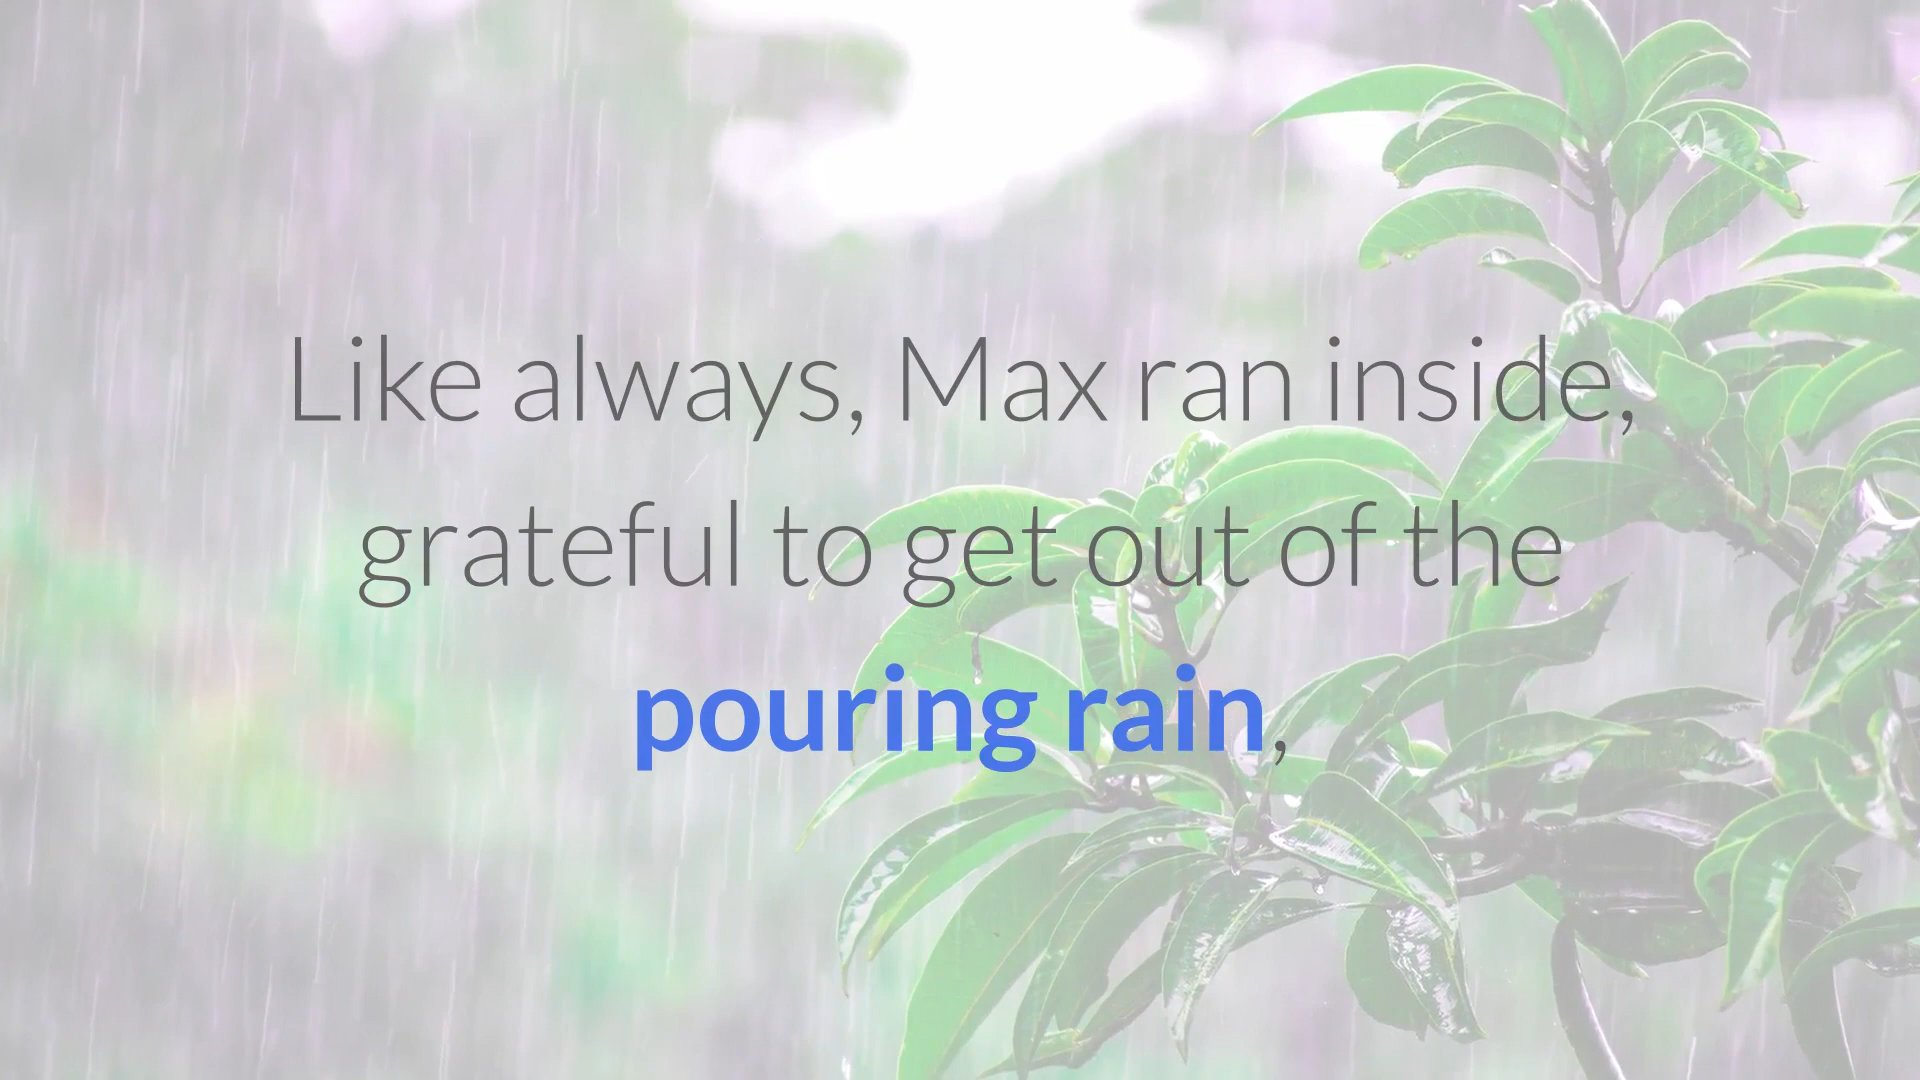 Like always, Max ran inside,
grateful to get out of the
pouring rain,